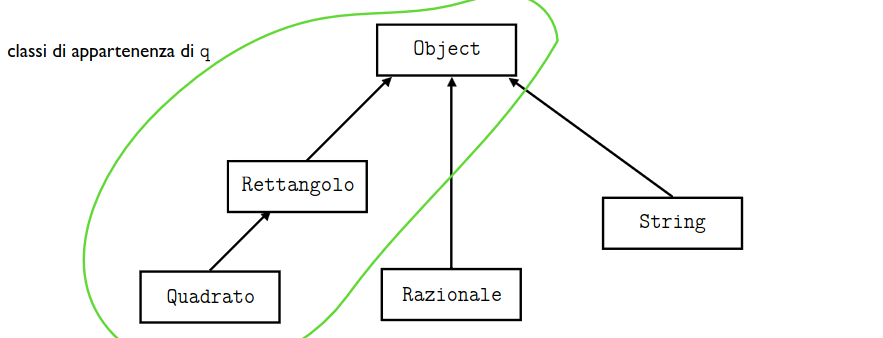 Object
classi di appartenenza di q
Rettangolo
String
Quadrato
Razionale